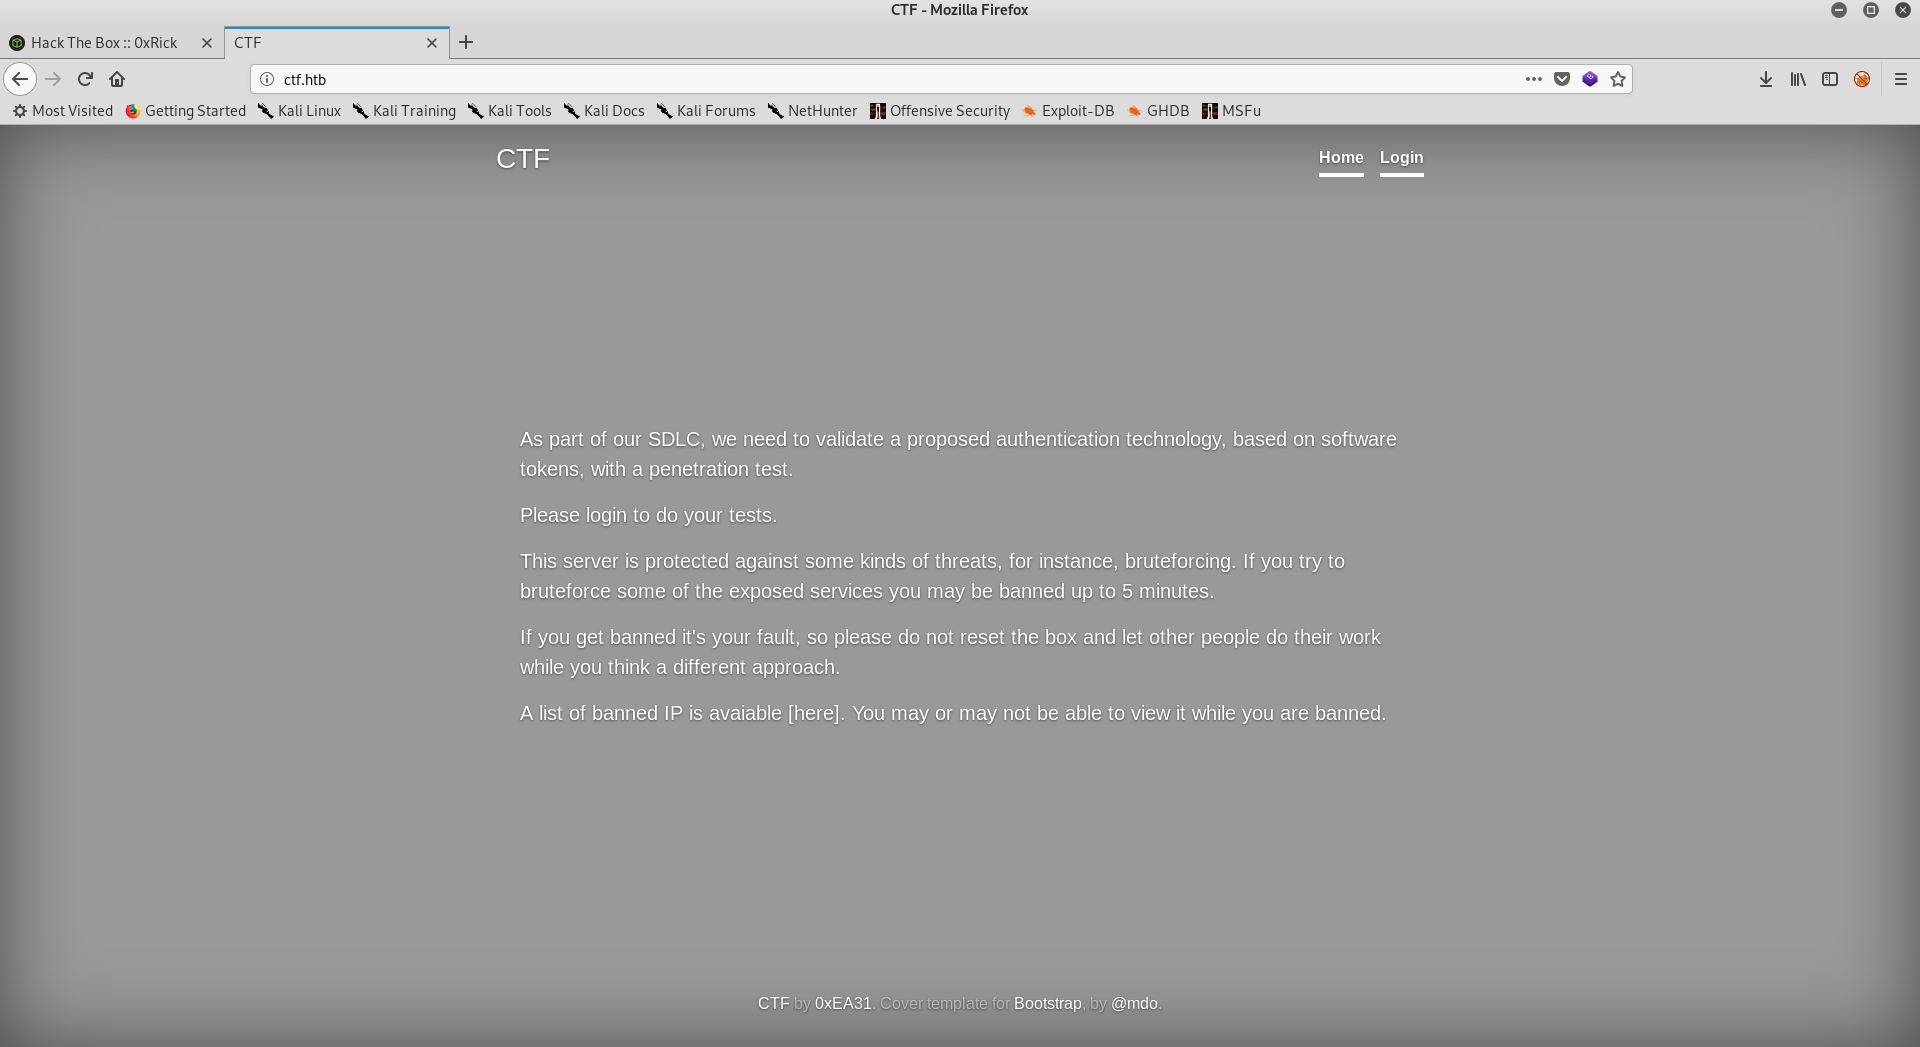 CTF - Mozilla Firefox
Hack The Box :: 0xRick
CTF
ctf.htb
Most Visited Getting Started Kali Linux Kali Training Kali Tools Kali Docs Kali Forums NetHunter Offensive Security Exploit-DB GHDB MSFu
CTF
Home Login
As part of our SDLC, we need to validate a proposed authentication technology, based on software
tokens, with a penetration test.
Please login to do your tests.
This server is protected against some kinds of threats, for instance, bruteforcing. If you try to
bruteforce some of the exposed services you may be banned up to 5 minutes.
If you get banned it's your fault, so please do not reset the box and let other people do their work
while you think a different approach.
A list of banned IP is avaiable [here]. You may or may not be able to view it while you are banned.
CTF by 0xEA31. Cover template for Bootstrap, by @mdo.